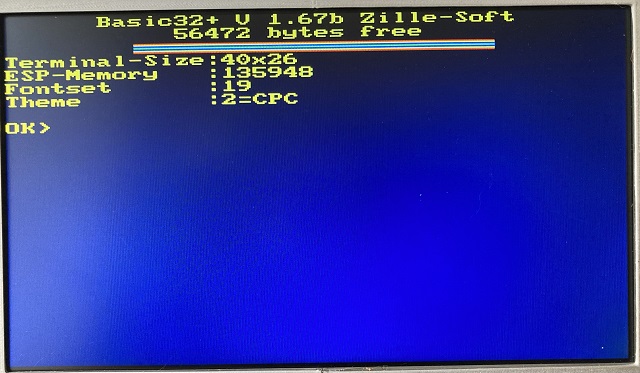 Basic32+ V 1.67b Zille-Soft
56472 bytes free
Terminal-Size:40x26
ESP-Memory    :135948
Fontset       :19
Theme         :2=CPC
OK>